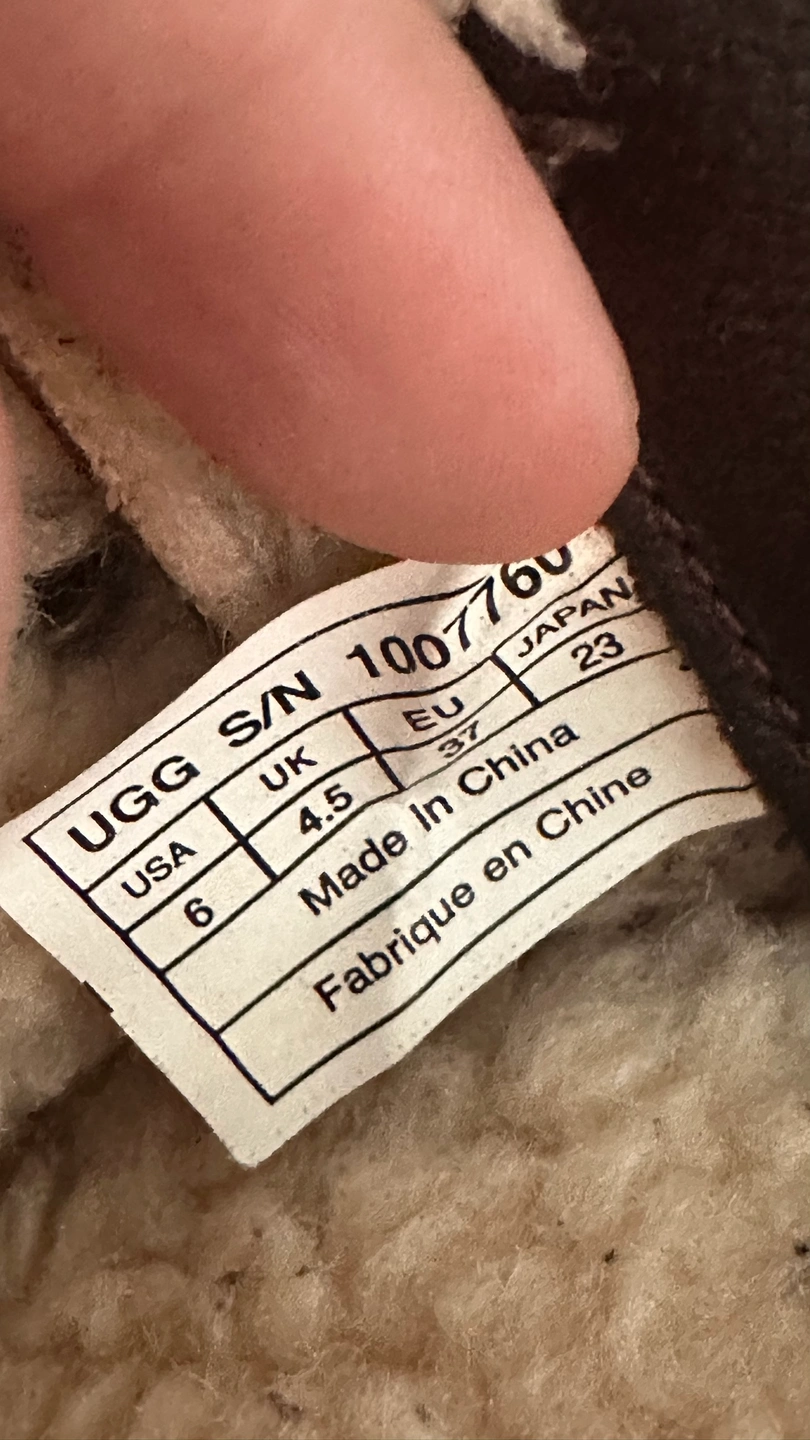 UGG S/N 1007760
USA UK EU JAPAN
6 4.5 37 23
Made In China
Fabrique en Chine